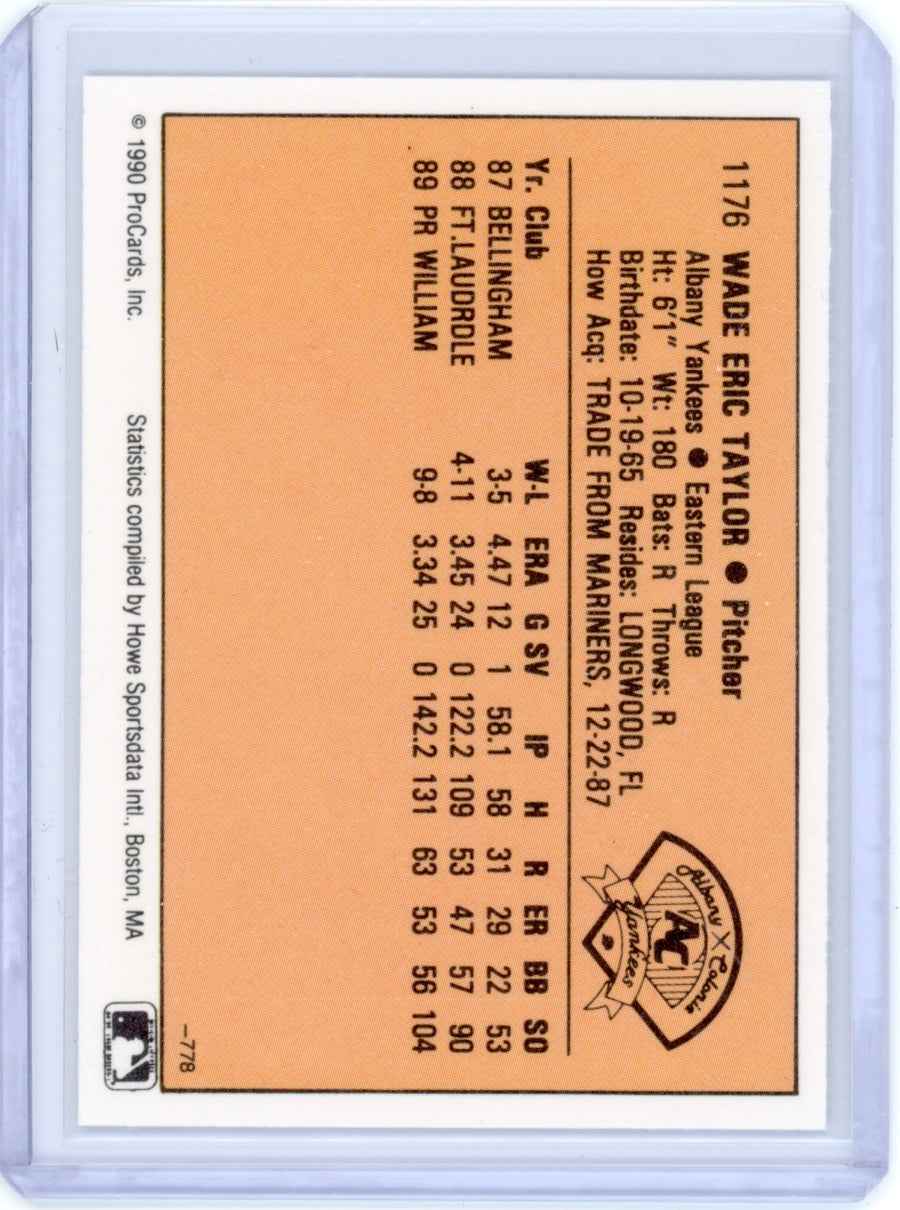 1176 WADE ERIC TAYLOR ● Pitcher
Albany Yankees ● Eastern League
Ht: 6'1" Wt: 180 Bats: R Throws: R
Birthdate: 10-19-65 Resides: LONGWOOD, FL
How Acq: TRADE FROM MARINERS, 12-22-87
Albany Colonie
AC
Yankees
Yr. Club W-L ERA G SV IP H R ER BB SO
87 BELLINGHAM 3-5 4.47 12 1 58.1 58 31 29 22 53
88 FT.LAUDRDLE 4-11 3.45 24 0 122.2 109 53 47 57 90
89 PR WILLIAM 9-8 3.34 25 0 142.2 131 63 53 56 104
–778
© 1990 ProCards, Inc. Statistics compiled by Howe Sportsdata Intl., Boston, MA